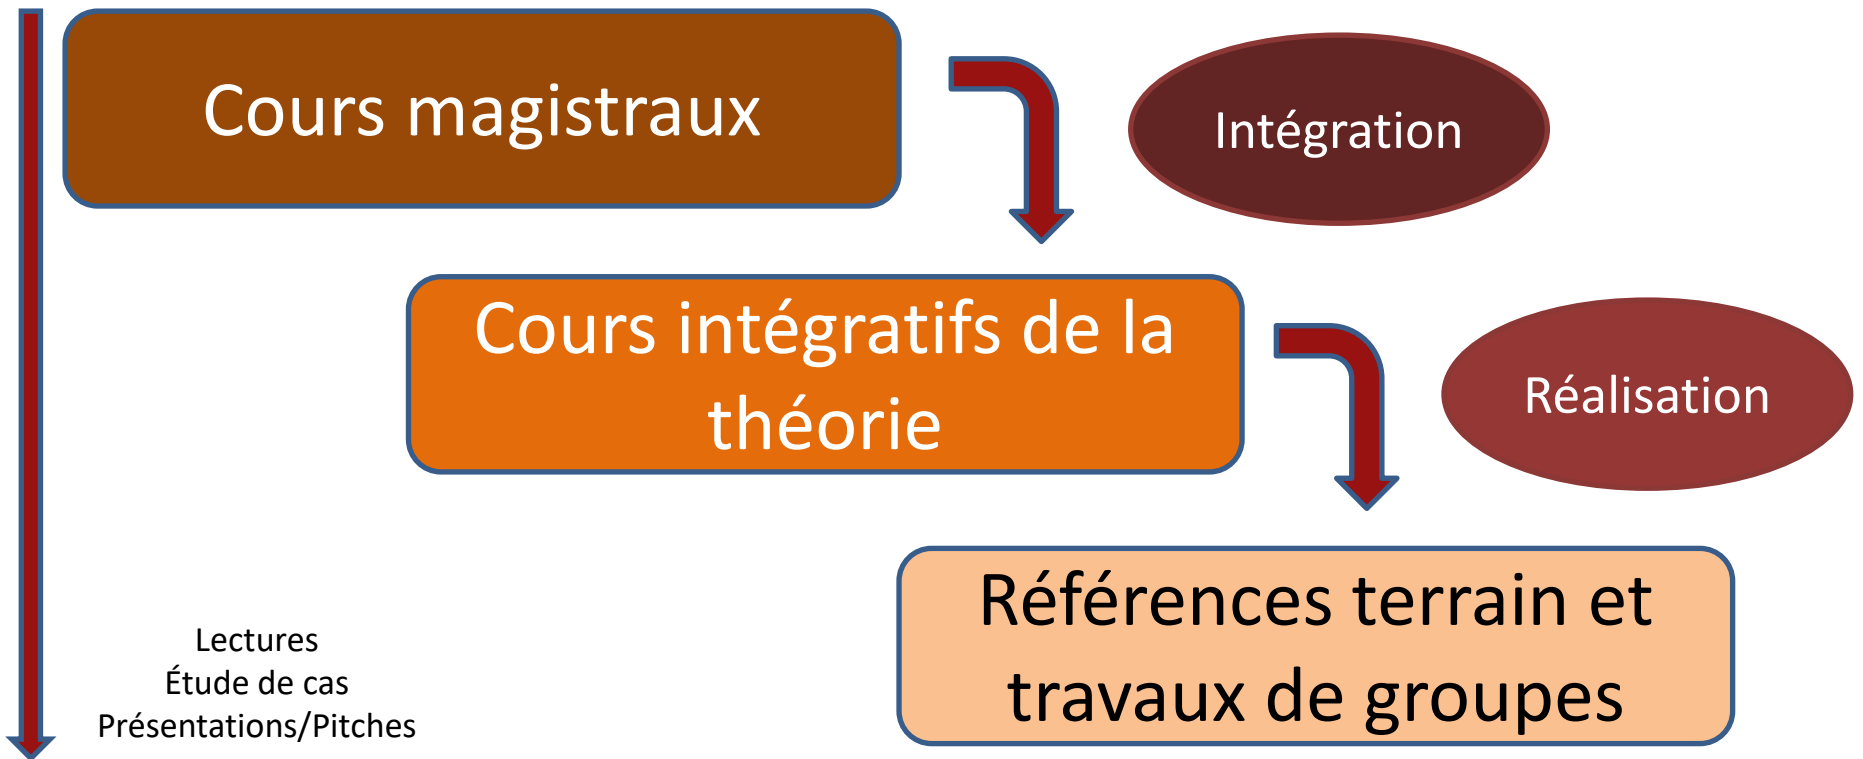 Cours magistraux
Intégration
Cours intégratifs de la
théorie
Réalisation
Références terrain et
travaux de groupes
Lectures
Étude de cas
Présentations/Pitches